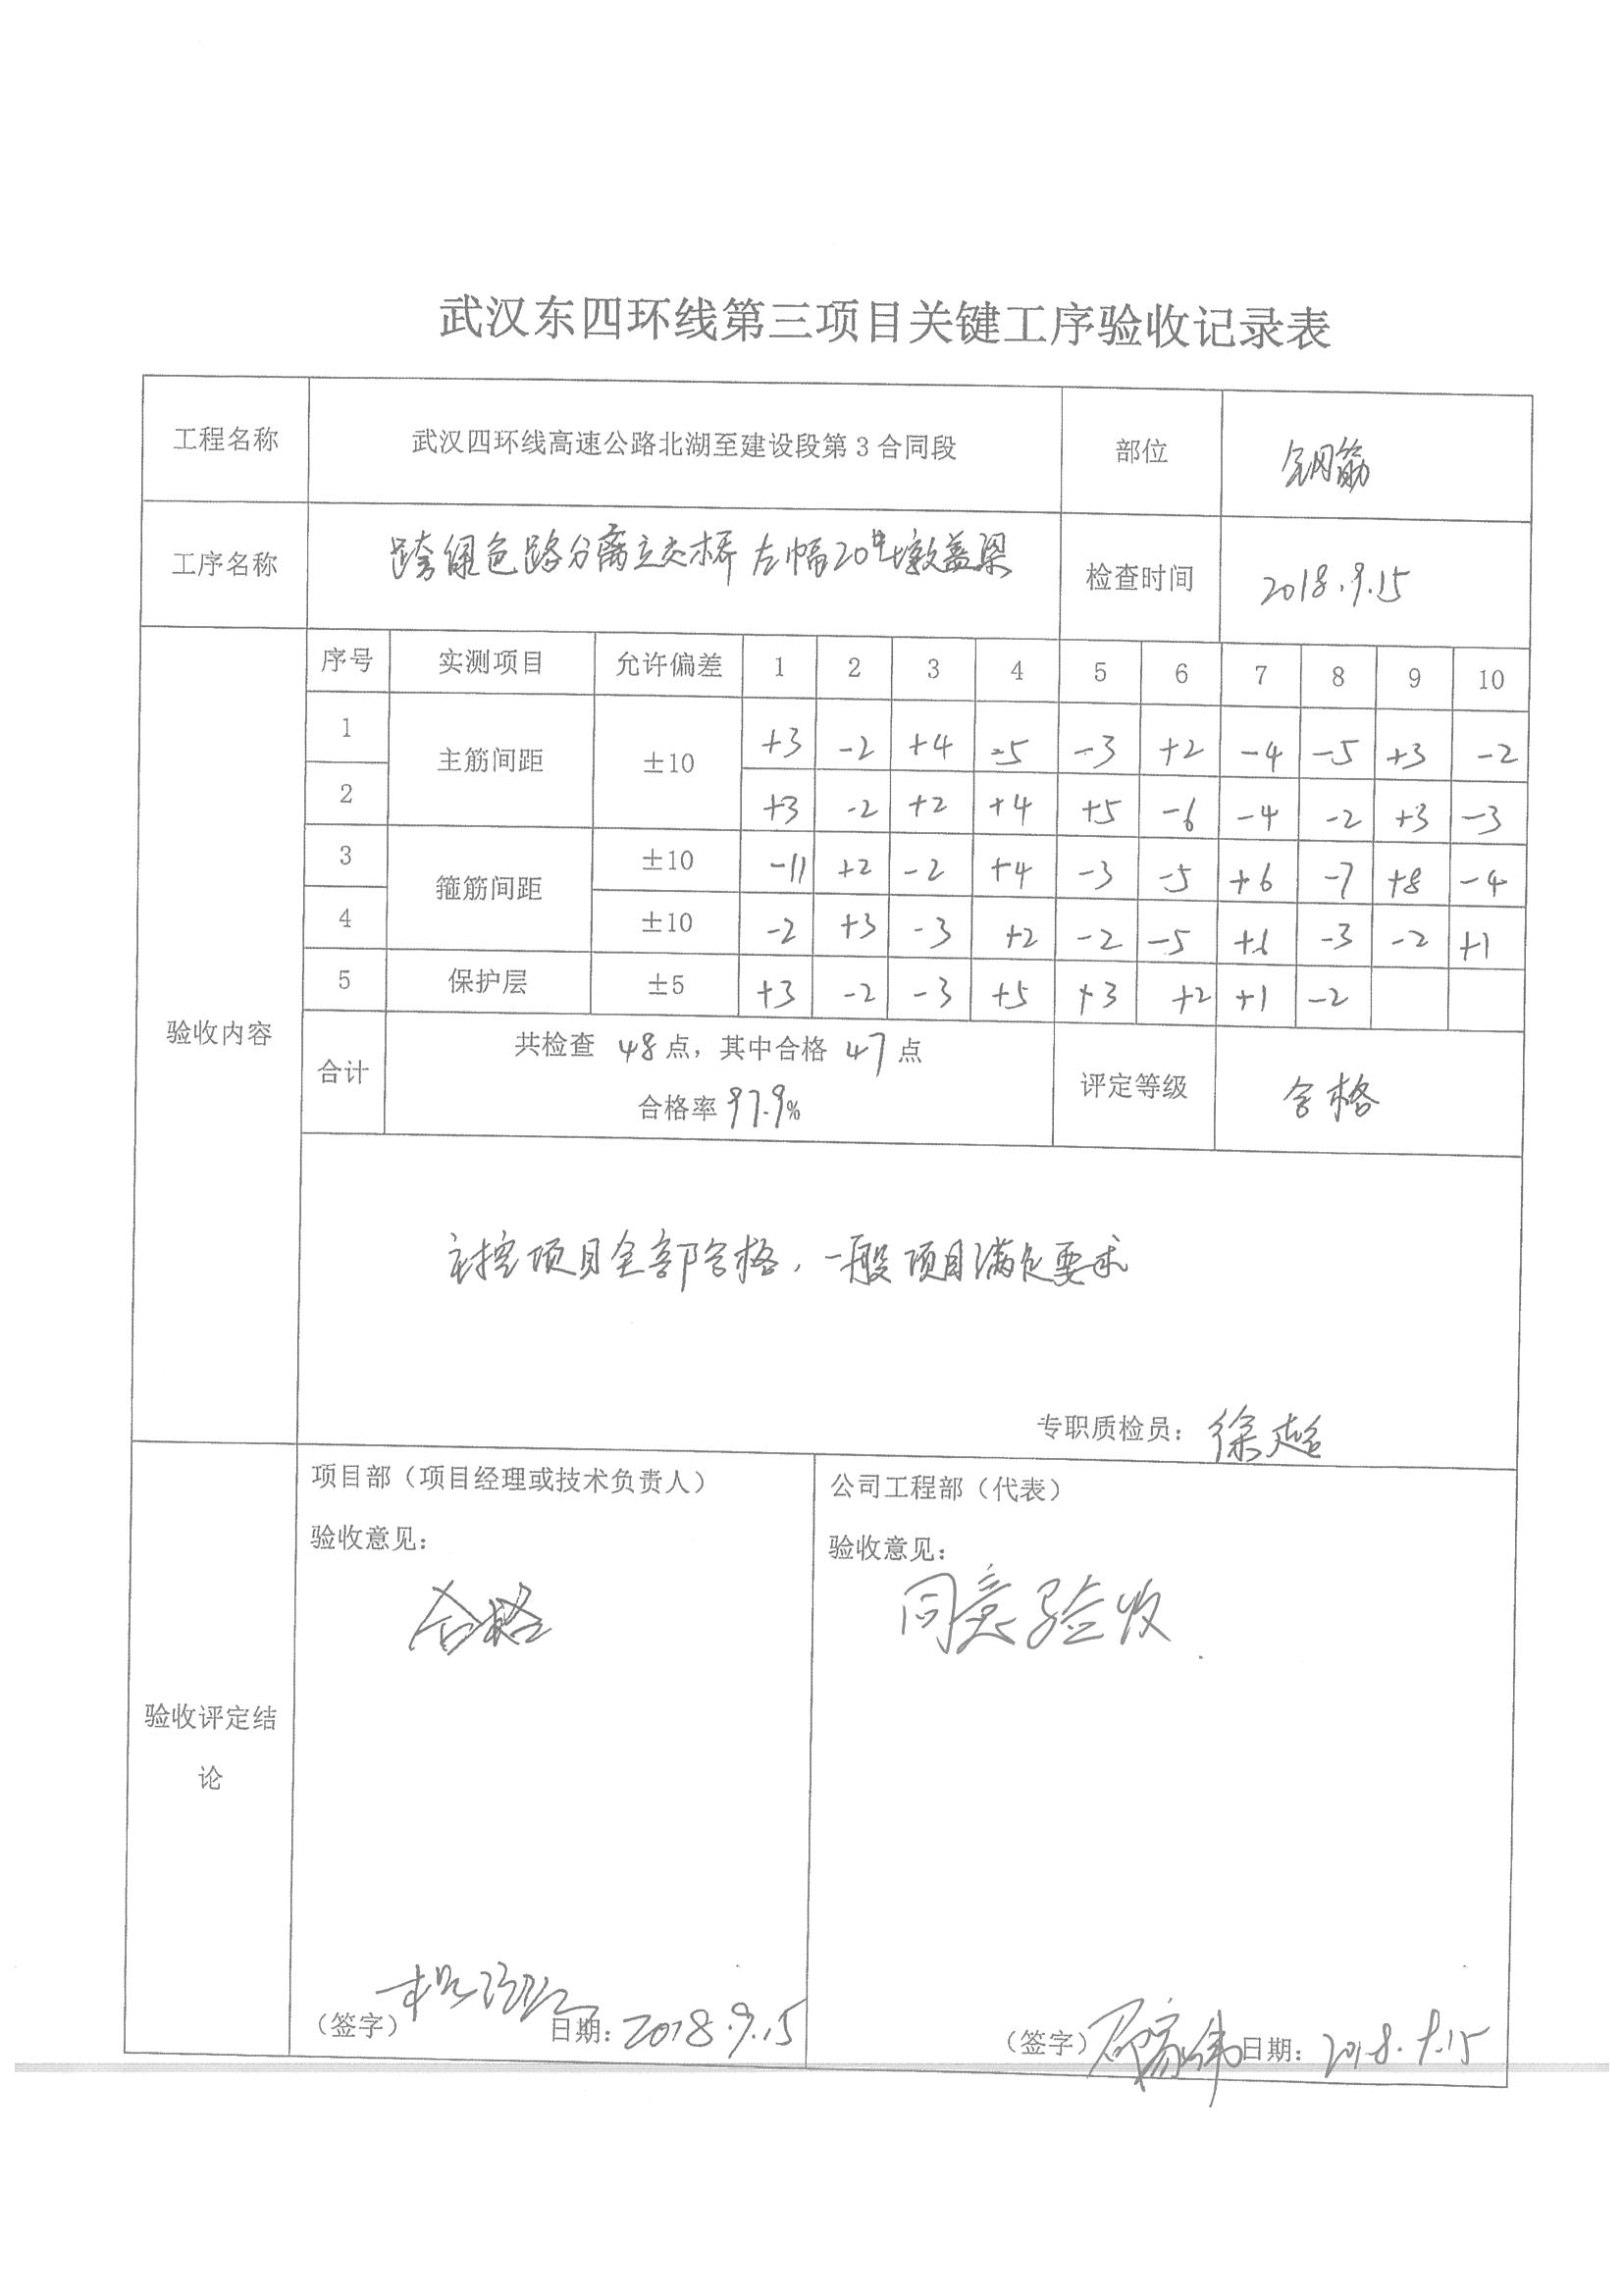 武汉东四环线第三项目关键工序验收记录表
工程名称 武汉四环线高速公路北湖至建设段第3合同段 部位 钢筋
工序名称 跨绿色路分离立交桥左幅20#墩盖梁 检查时间 2018.9.15
验收内容
序号 实测项目 允许偏差 1 2 3 4 5 6 7 8 9 10
1 主筋间距 ±10 +3 -2 +4 -5 -3 +2 -4 -5 +3 -2
2 +3 -2 +2 +4 +5 -6 -4 -2 +3 -3
3 箍筋间距 ±10 -11 +2 -2 +4 -3 -5 +6 -7 +8 -4
4 ±10 -2 +3 -3 +2 -2 -5 +6 -3 -2 +1
5 保护层 ±5 +3 -2 -3 +5 +3 +2 +1 -2
合计 共检查 48 点，其中合格 47 点
合格率 97.9%
评定等级 合格
主控项目全部合格，一般项目满足要求
专职质检员：徐超
验收评定结
论
项目部（项目经理或技术负责人）
验收意见：
合格
（签字） 日期：2018.9.15
公司工程部（代表）
验收意见：
同意验收
（签字） 日期：2018.9.15